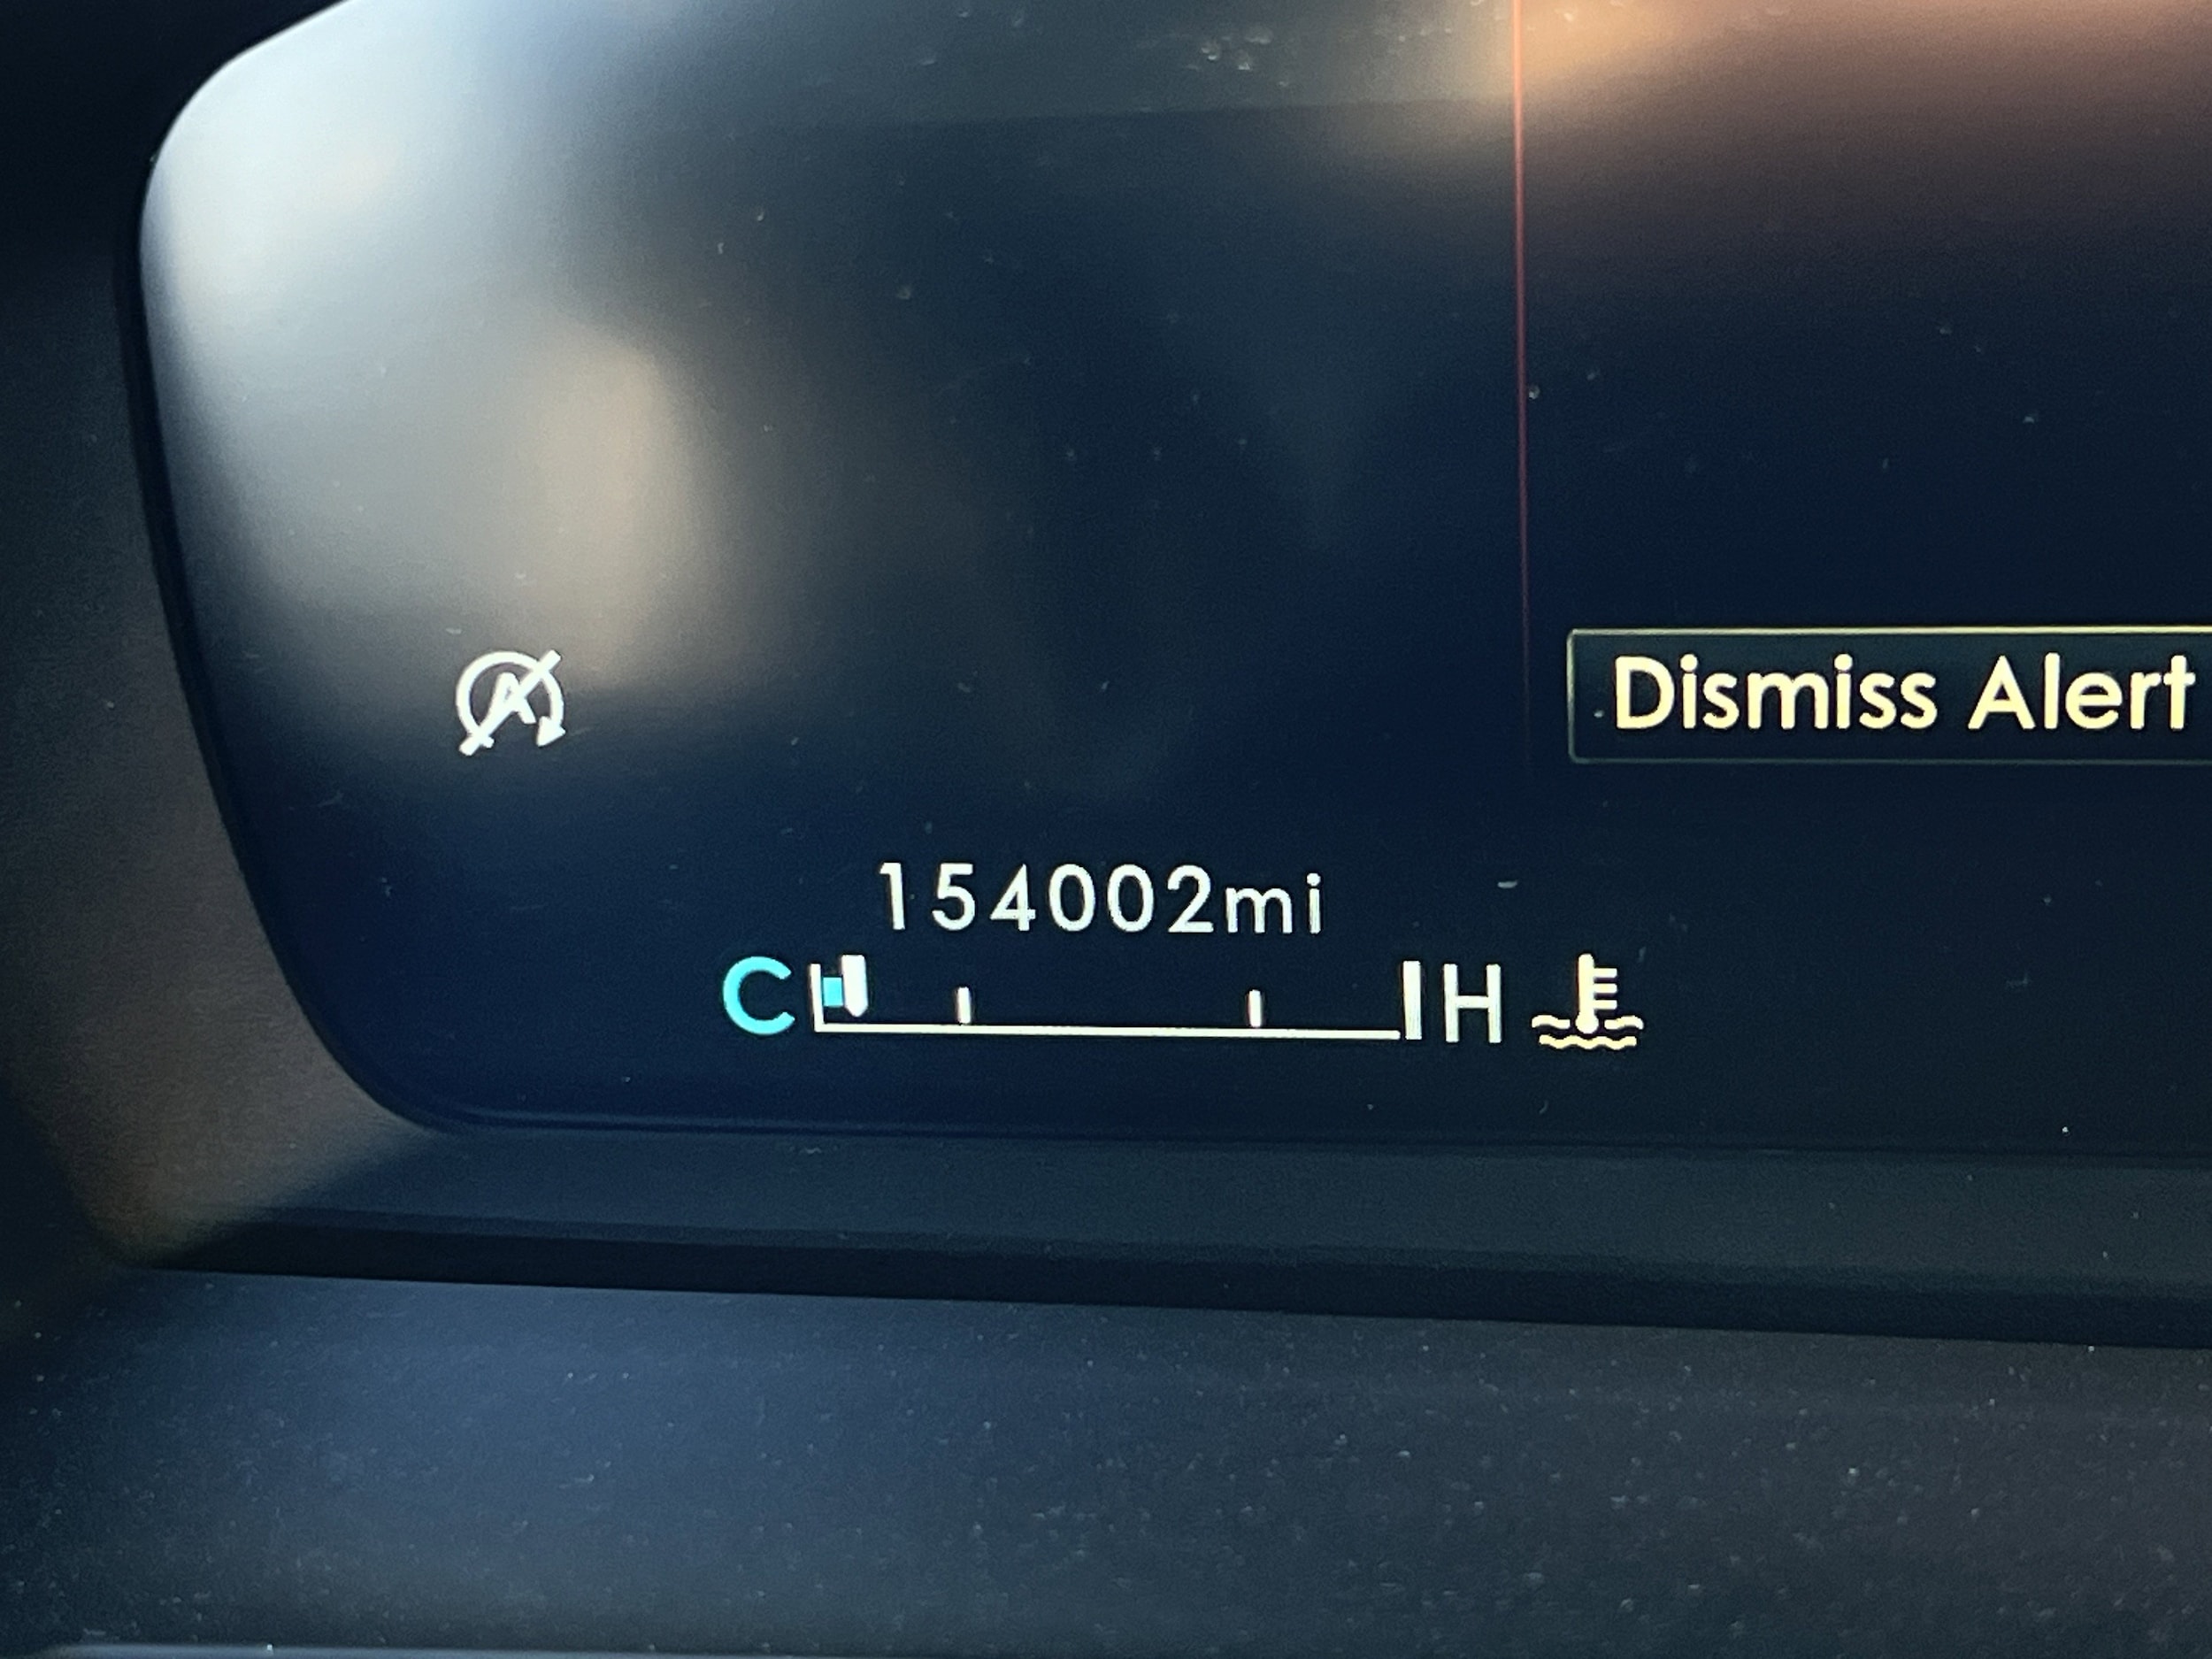 A
Dismiss Alert
154002mi
C H